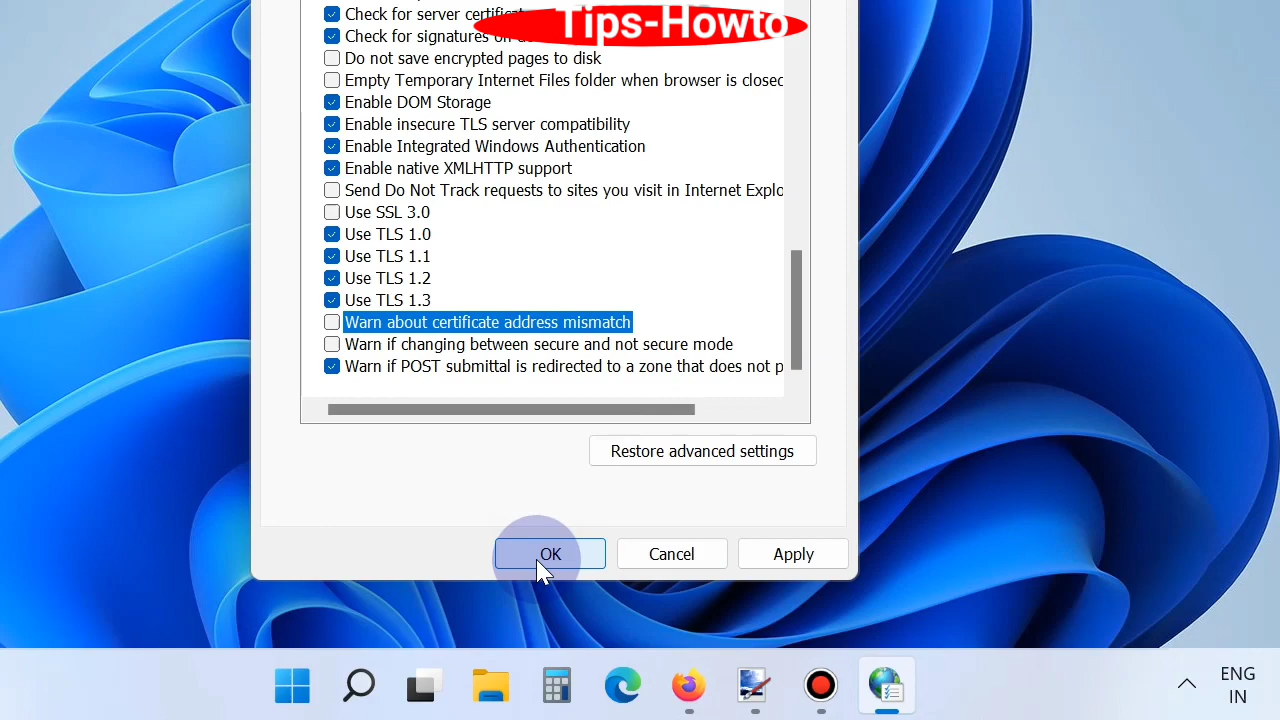 Tips-Howto
Check for server
Check for signatures on
Do not save encrypted pages to disk
Empty Temporary Internet Files folder when browser is closed
Enable DOM Storage
Enable insecure TLS server compatibility
Enable Integrated Windows Authentication
Enable native XMLHTTP support
Send Do Not Track requests to sites you visit in Internet Explo
Use SSL 3.0
Use TLS 1.0
Use TLS 1.1
Use TLS 1.2
Use TLS 1.3
Warn about certificate address mismatch
Warn if changing between secure and not secure mode
Warn if POST submittal is redirected to a zone that does not p
Restore advanced settings
OK
Cancel
Apply
ENG
IN